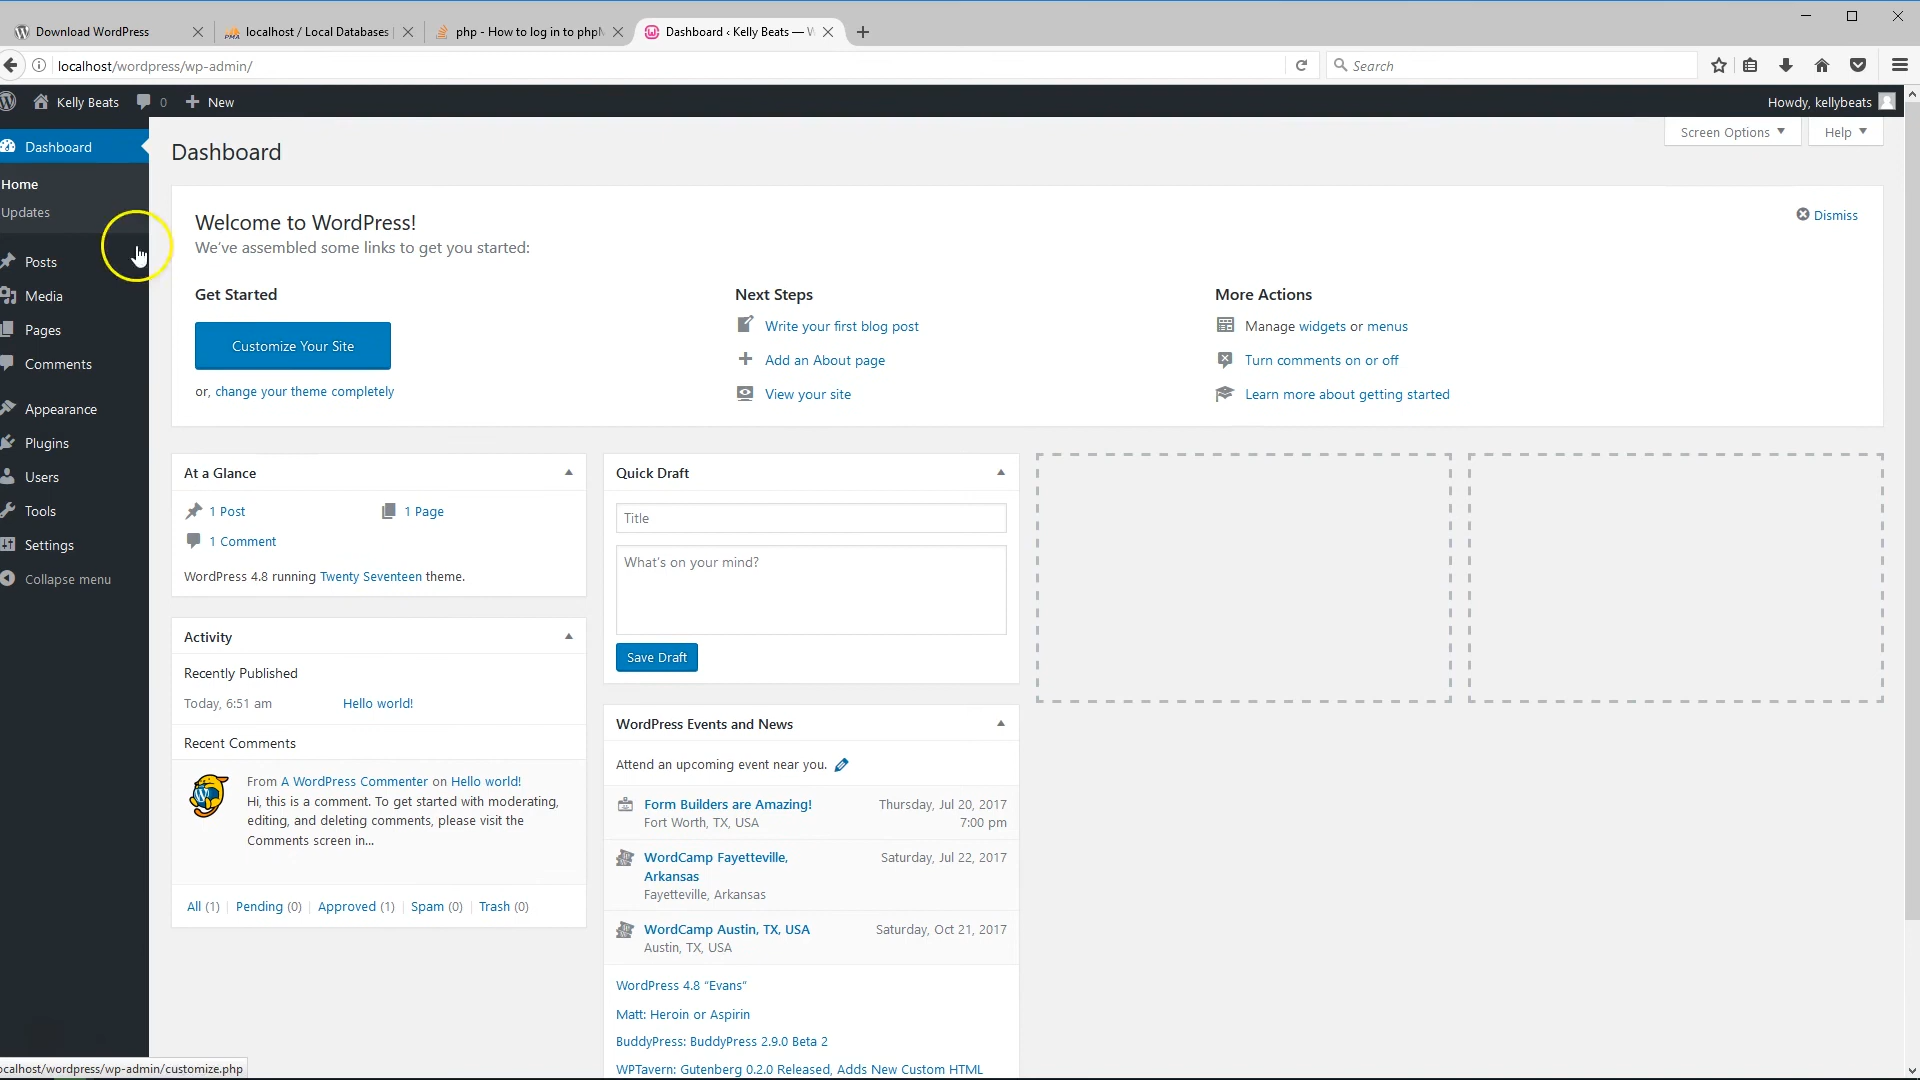 Download WordPress
localhost / Local Databases
php - How to log in to phpM
Dashboard ‹ Kelly Beats — W
localhost/wordpress/wp-admin/
Search
Kelly Beats
0
New
Howdy, kellybeats
Dashboard
Home
Updates
Posts
Media
Pages
Comments
Appearance
Plugins
Users
Tools
Settings
Collapse menu
Dashboard
Screen Options
Help
Welcome to WordPress!
We've assembled some links to get you started:
Dismiss
Get Started
Customize Your Site
or, change your theme completely
Next Steps
Write your first blog post
Add an About page
View your site
More Actions
Manage widgets or menus
Turn comments on or off
Learn more about getting started
At a Glance
1 Post
1 Page
1 Comment
WordPress 4.8 running Twenty Seventeen theme.
Activity
Recently Published
Today, 6:51 am
Hello world!
Recent Comments
From A WordPress Commenter on Hello world!
Hi, this is a comment. To get started with moderating,
editing, and deleting comments, please visit the
Comments screen in...
All (1) | Pending (0) | Approved (1) | Spam (0) | Trash (0)
Quick Draft
Title
What's on your mind?
Save Draft
WordPress Events and News
Attend an upcoming event near you.
Form Builders are Amazing!
Thursday, Jul 20, 2017
Fort Worth, TX, USA
7:00 pm
WordCamp Fayetteville,
Saturday, Jul 22, 2017
Arkansas
Fayetteville, Arkansas
WordCamp Austin, TX, USA
Saturday, Oct 21, 2017
Austin, TX, USA
WordPress 4.8 "Evans"
Matt: Heroin or Aspirin
BuddyPress: BuddyPress 2.9.0 Beta 2
WPTavern: Gutenberg 0.2.0 Released, Adds New Custom HTML
ocalhost/wordpress/wp-admin/customize.php